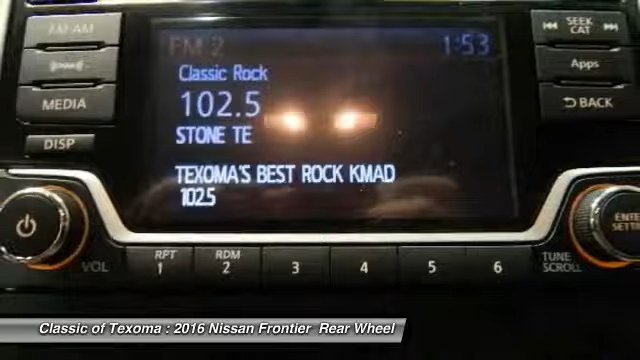 FM·AM
FM 2
1:53
SEEK
CAT
Classic Rock
102.5
Apps
MEDIA
STONE TE
BACK
DISP
TEXOMA'S BEST ROCK KMAD
102.5
ENTER
SETTING
VOL
RPT
1
RDM
2
3
4
5
6
TUNE
SCROLL
Classic of Texoma : 2016 Nissan Frontier Rear Wheel